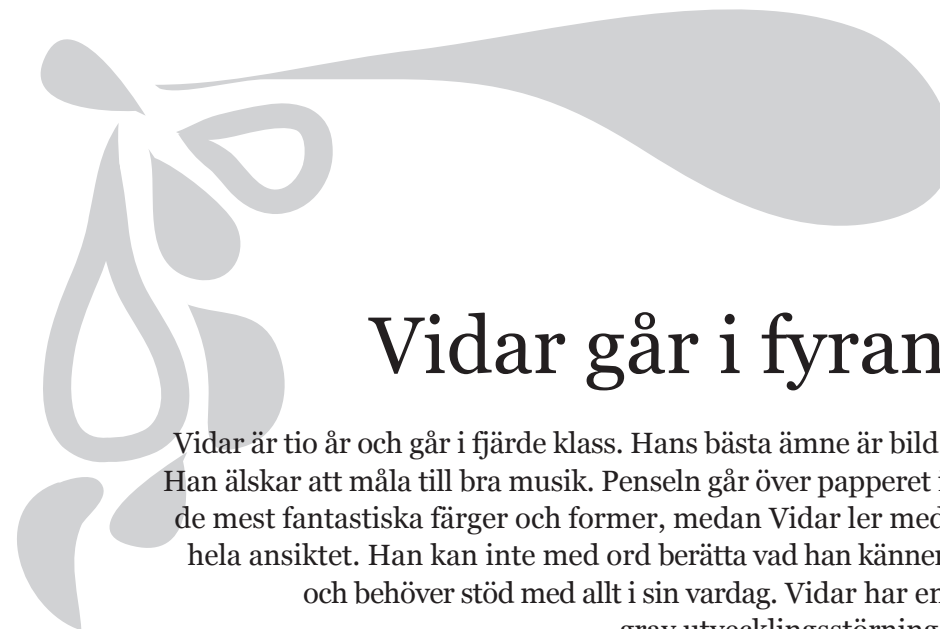 Vidar går i fyran
Vidar är tio år och går i fjärde klass. Hans bästa ämne är bild
Han älskar att måla till bra musik. Penseln går över papperet
de mest fantastiska färger och former, medan Vidar ler med
hela ansiktet. Han kan inte med ord berätta vad han känner
och behöver stöd med allt i sin vardag. Vidar har en
grav utvecklingsstörning